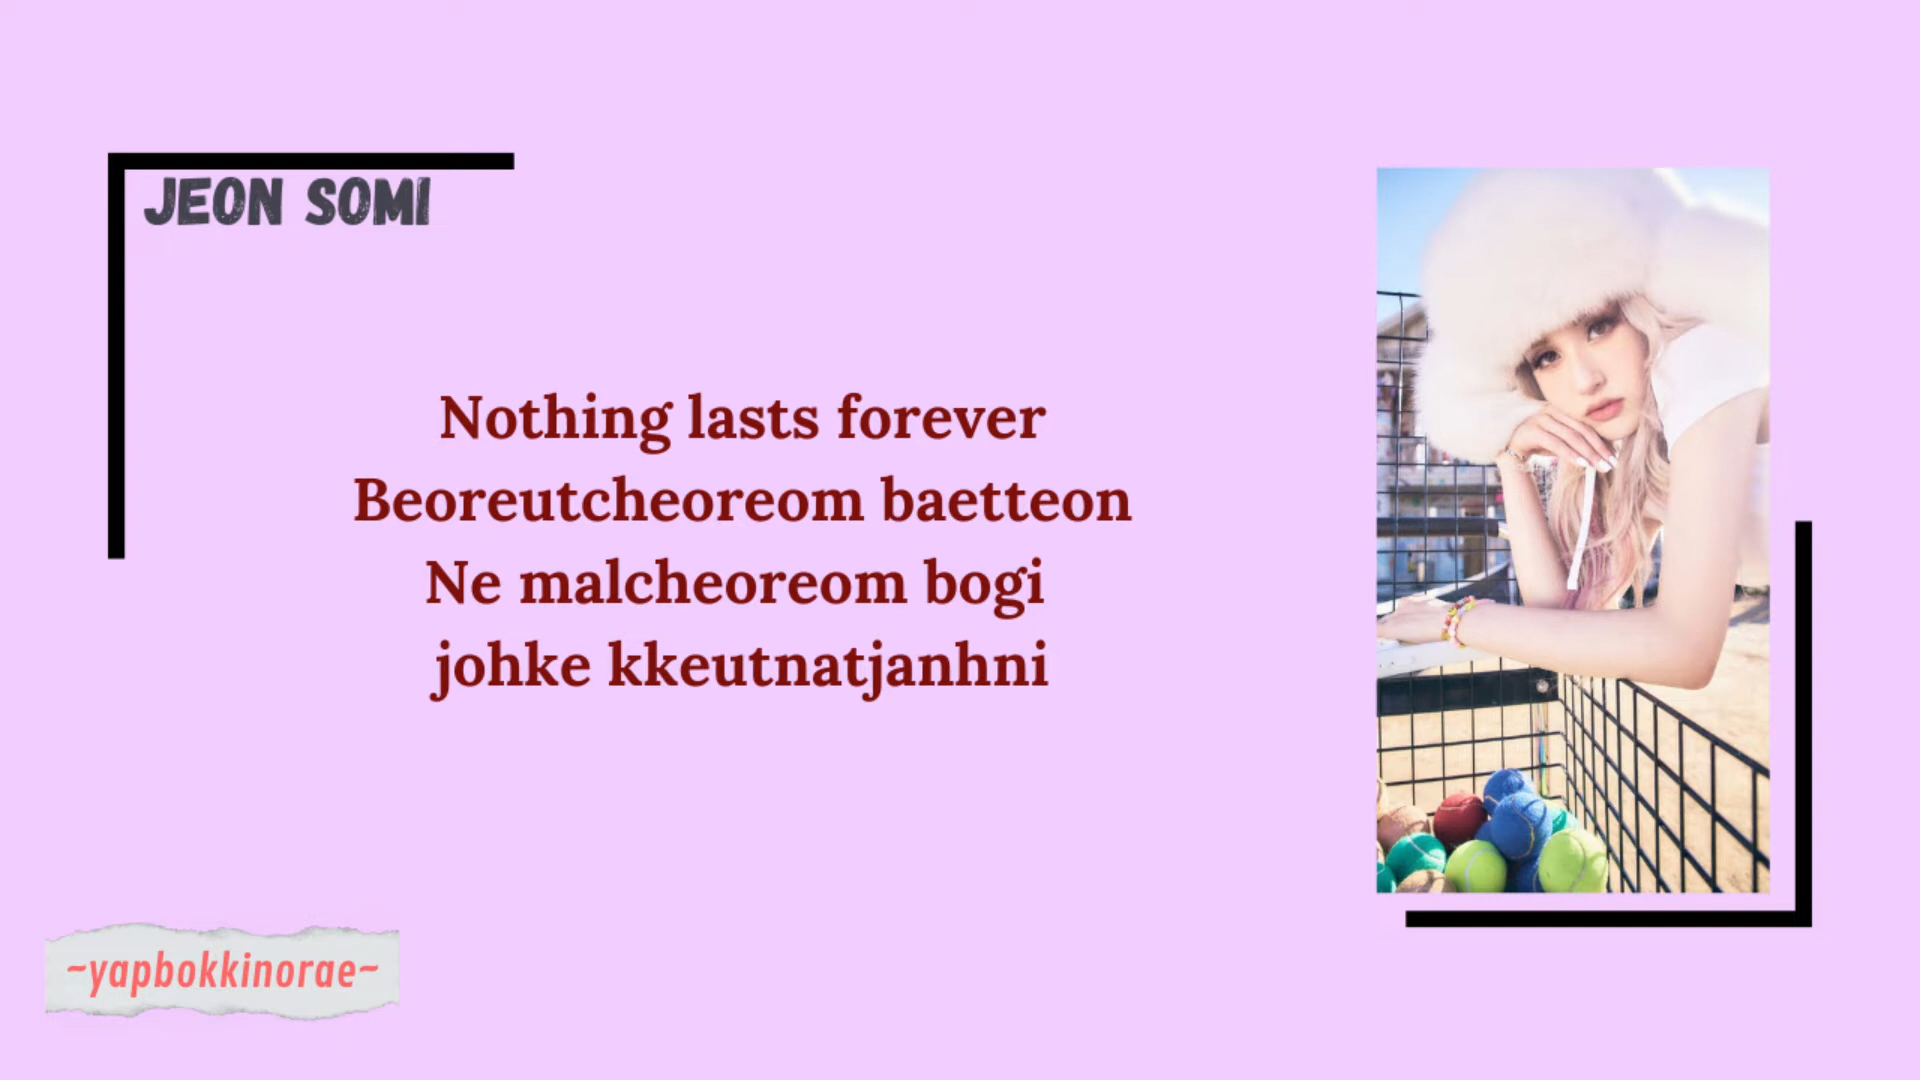 JEON SOMI
Nothing lasts forever
Beoreutcheoreom baetteon
Ne malcheoreom bogi
johke kkeutnatjanhni
~yapbokkinorae~